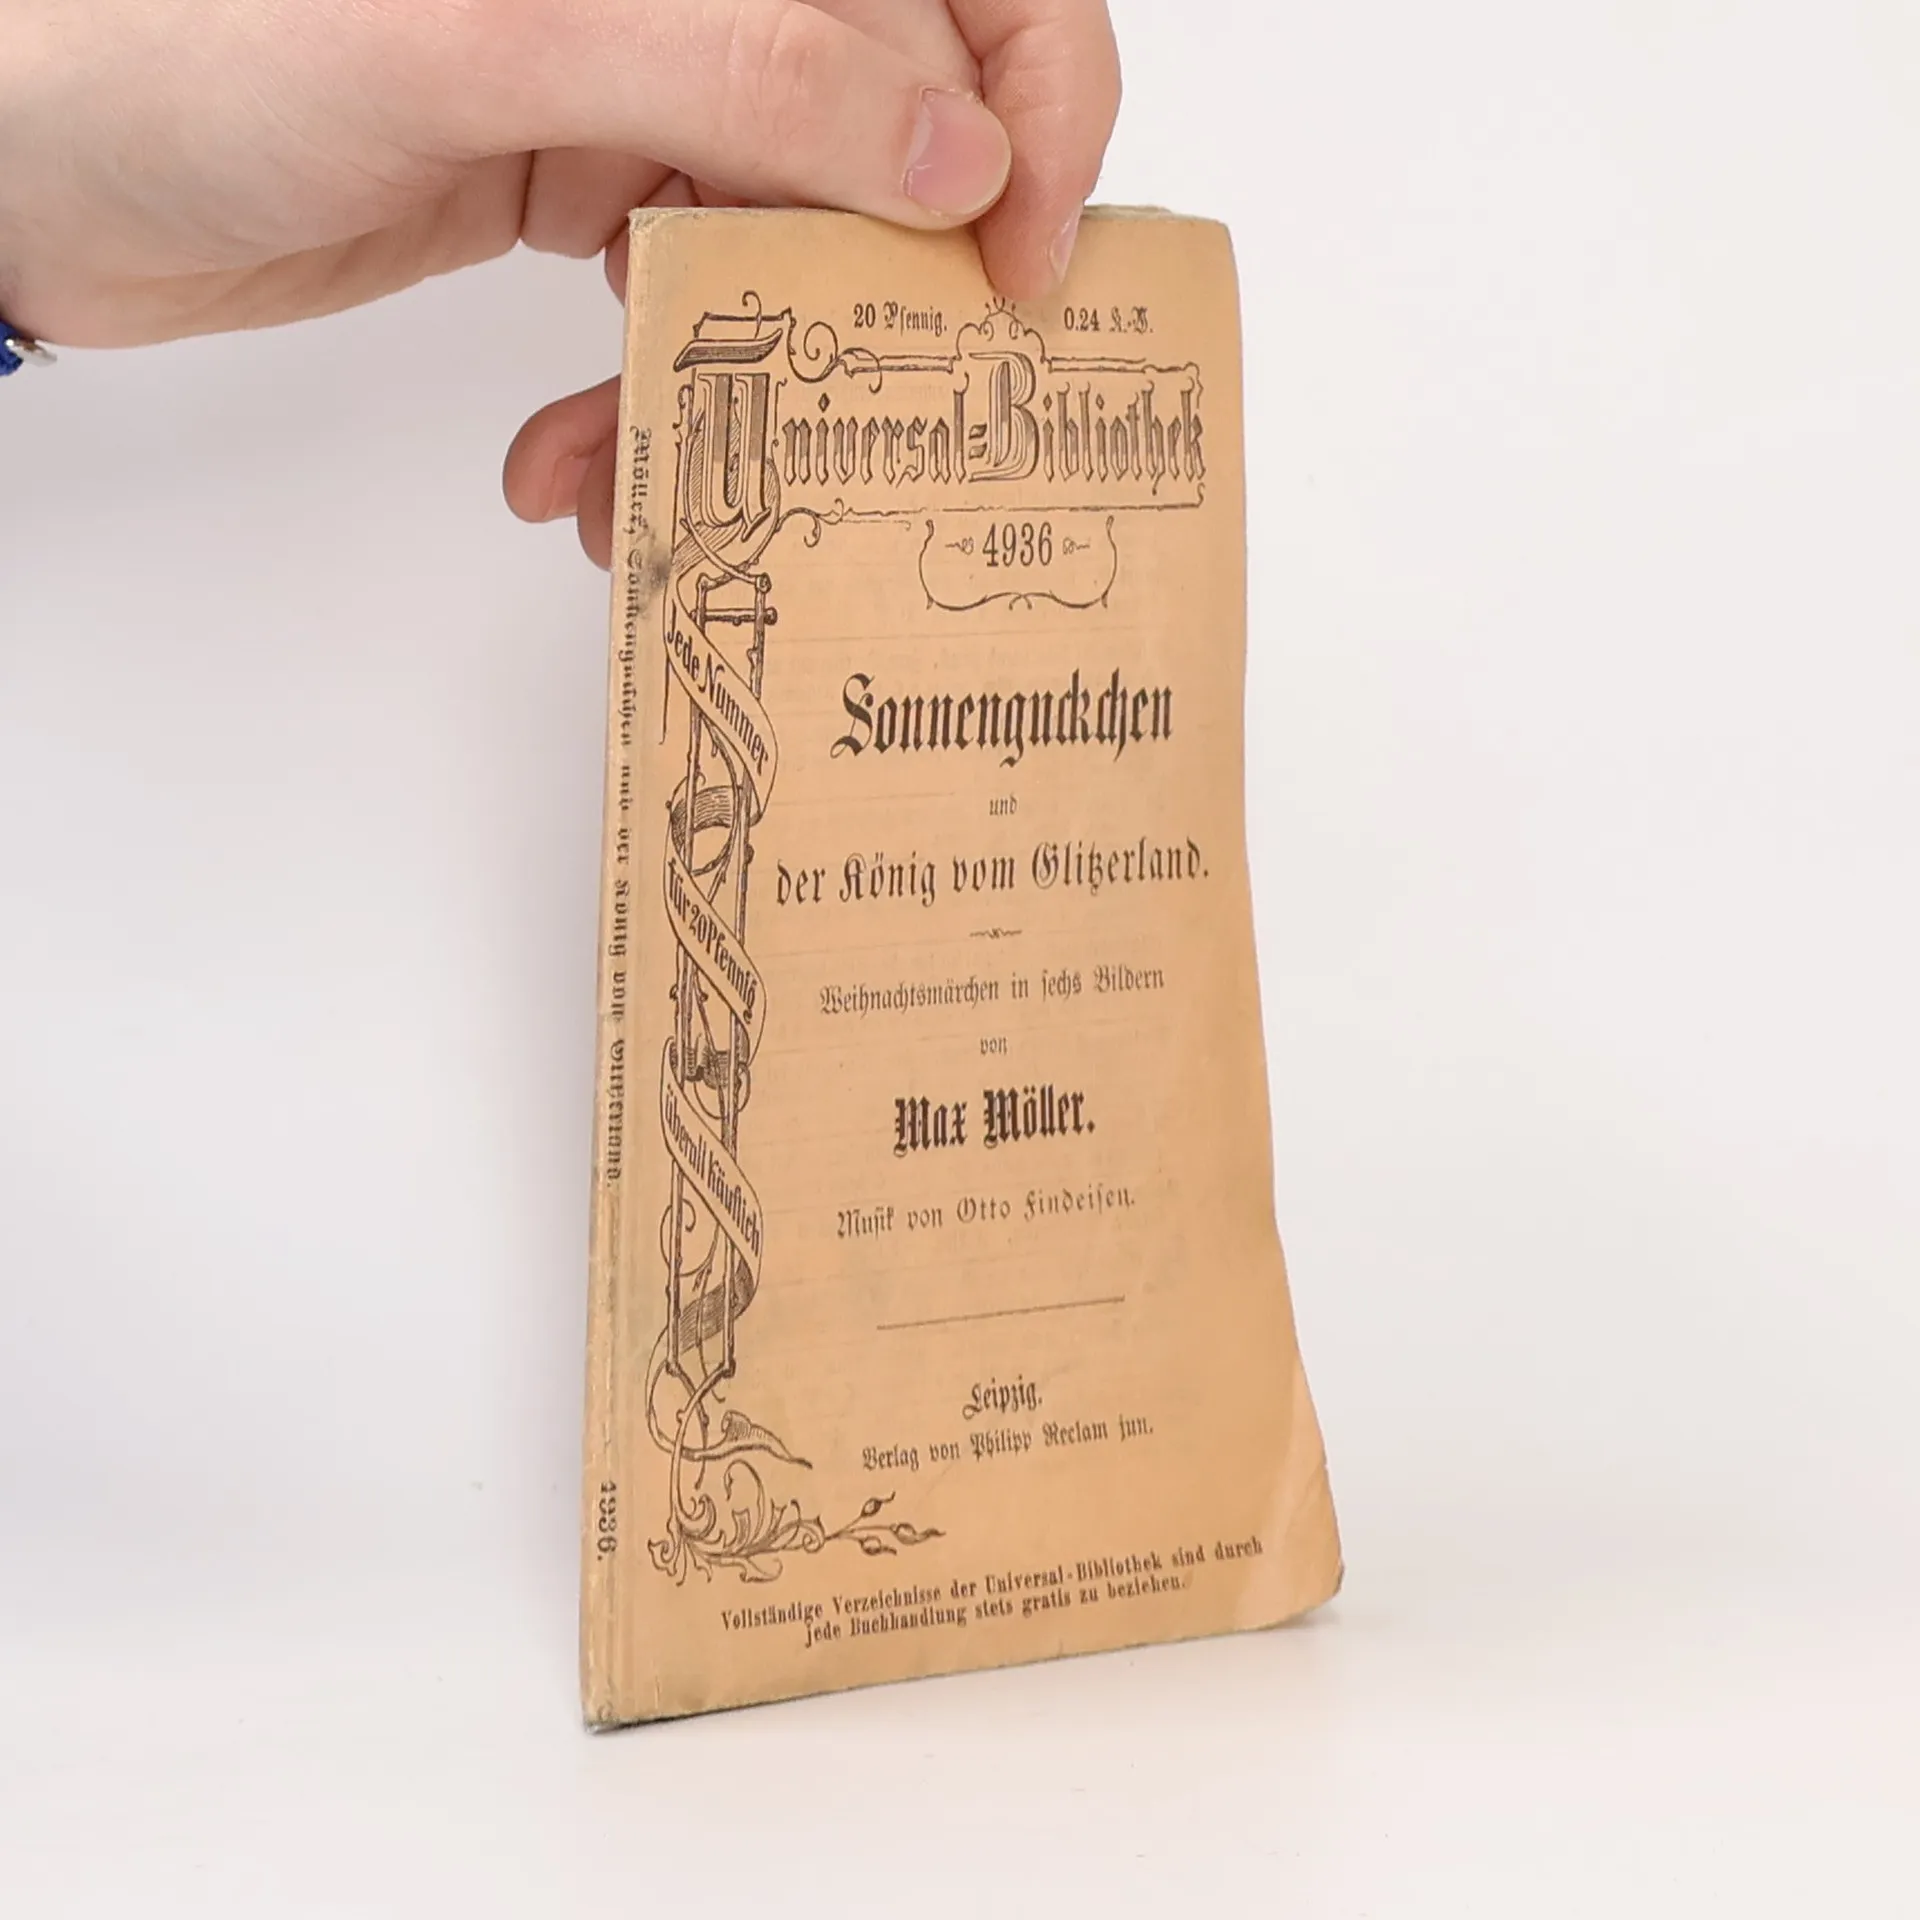 20 Pfennig. 0.24 K.-W.
Universal=Bibliothek
4936
Jede Nummer
für 20 Pfennig
überall käuflich
Sonnenguckchen
und
der König vom Glitzerland.
Weihnachtsmärchen in sechs Bildern
von
Max Möller.
Musik von Otto Findeisen.
Leipzig.
Verlag von Philipp Reclam jun.
Vollständige Verzeichnisse der Universal-Bibliothek sind durch
jede Buchhandlung stets gratis zu beziehen.
Möller, Sonnenguckchen und der König vom Glitzerland. 4936.